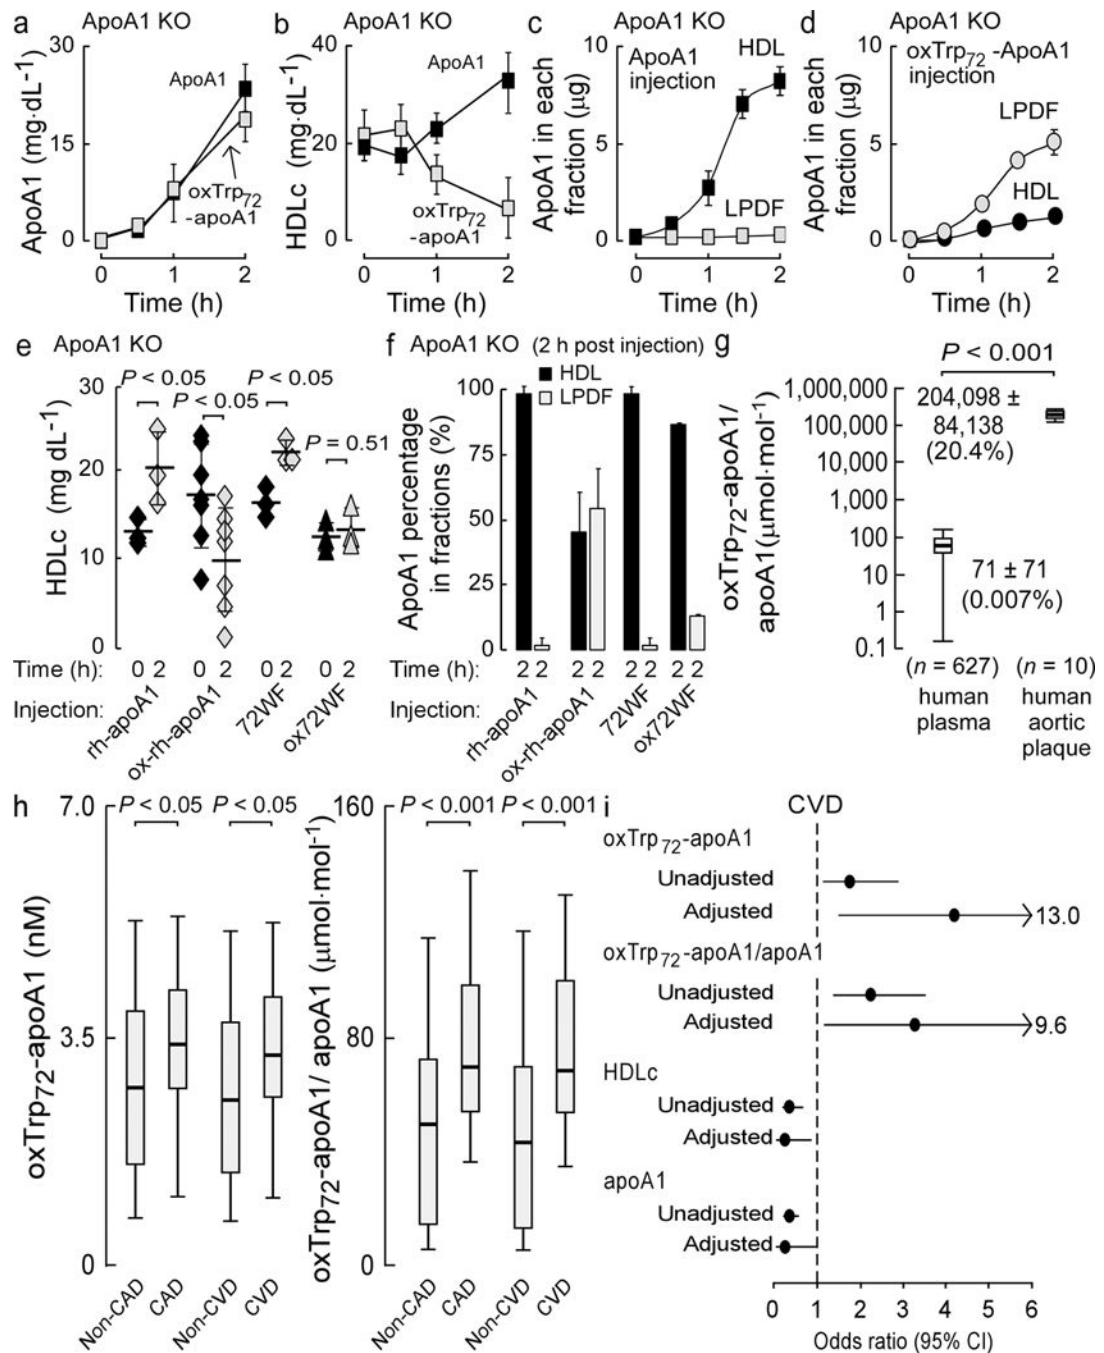 a
ApoA1 KO
ApoA1 (mg·dL⁻¹)
30
15
0
ApoA1
oxTrp₇₂
-apoA1
0 1 2
Time (h)
b
ApoA1 KO
HDLc (mg·dL⁻¹)
40
20
0
ApoA1
oxTrp₇₂
-apoA1
0 1 2
Time (h)
c
ApoA1 KO
ApoA1 in each
fraction (μg)
10
5
0
ApoA1
injection
HDL
LPDF
0 1 2
Time (h)
d
ApoA1 KO
ApoA1 in each
fraction (μg)
10
5
0
oxTrp₇₂ -ApoA1
injection
LPDF
HDL
0 1 2
Time (h)
e
ApoA1 KO
HDLc (mg dL⁻¹)
30
20
10
0
P < 0.05
P < 0.05
P < 0.05
P = 0.51
Time (h): 0 2 0 2 0 2 0 2
Injection:
rh-apoA1
ox-rh-apoA1
72WF
ox72WF
f
ApoA1 KO (2 h post injection)
HDL
LPDF
ApoA1 percentage
in fractions (%)
100
75
50
25
0
Time (h): 2 2 2 2 2 2 2 2
Injection:
rh-apoA1
ox-rh-apoA1
72WF
ox72WF
g
P < 0.001
oxTrp₇₂-apoA1/
apoA1(μmol·mol⁻¹)
1,000,000
100,000
10,000
1,000
100
10
1
0.1
204,098 ±
84,138
(20.4%)
71 ± 71
(0.007%)
(n = 627)
human
plasma
(n = 10)
human
aortic
plaque
h
oxTrp₇₂-apoA1 (nM)
7.0
3.5
0
P < 0.05 P < 0.05
Non-CAD
CAD
Non-CVD
CVD
oxTrp₇₂-apoA1/ apoA1 (μmol·mol⁻¹)
160
80
0
P < 0.001 P < 0.001
Non-CAD
CAD
Non-CVD
CVD
i
CVD
oxTrp₇₂-apoA1
Unadjusted
Adjusted
13.0
oxTrp₇₂-apoA1/apoA1
Unadjusted
Adjusted
9.6
HDLc
Unadjusted
Adjusted
apoA1
Unadjusted
Adjusted
0 1 2 3 4 5 6
Odds ratio (95% CI)